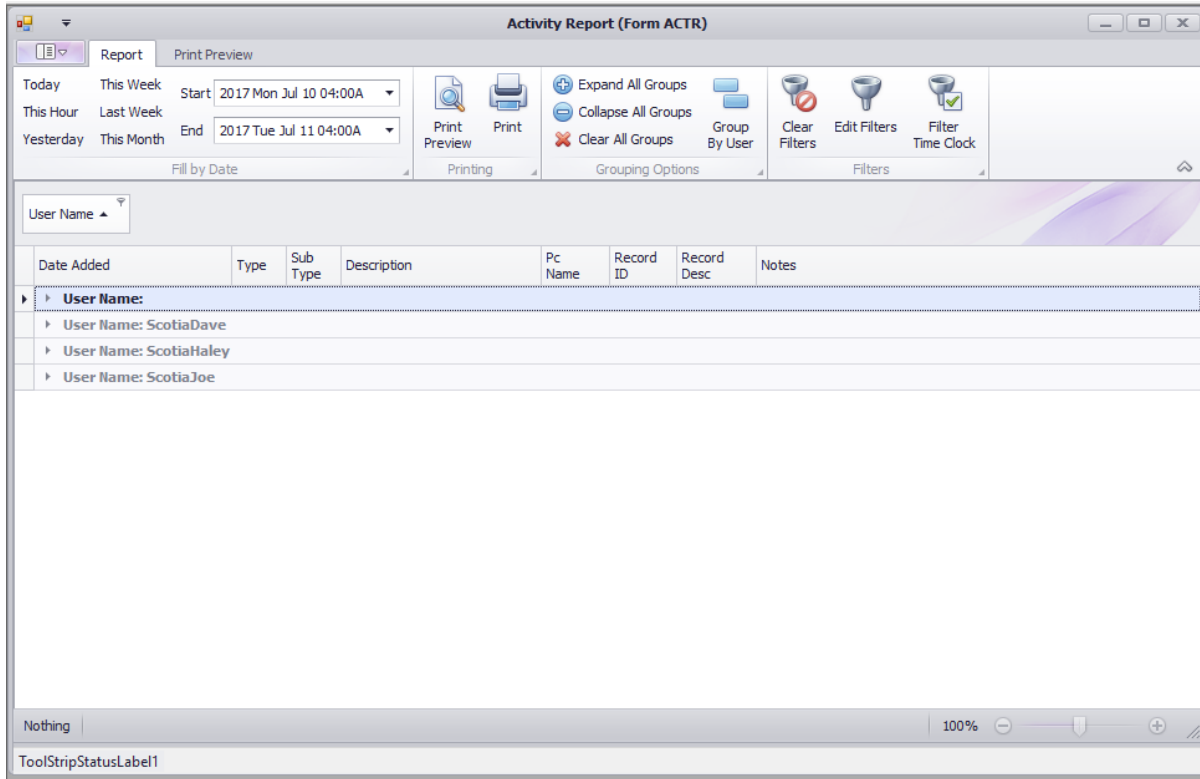 Activity Report (Form ACTR)
Report Print Preview
Today This Week Start 2017 Mon Jul 10 04:00A
This Hour Last Week
Yesterday This Month End 2017 Tue Jul 11 04:00A
Fill by Date
Print Preview Print
Printing
Expand All Groups
Collapse All Groups
Clear All Groups
Group By User
Grouping Options
Clear Filters Edit Filters Filter Time Clock
Filters
User Name
Date Added Type Sub Type Description Pc Name Record ID Record Desc Notes
User Name:
User Name: ScotiaDave
User Name: ScotiaHaley
User Name: ScotiaJoe
Nothing 100%
ToolStripStatusLabel1